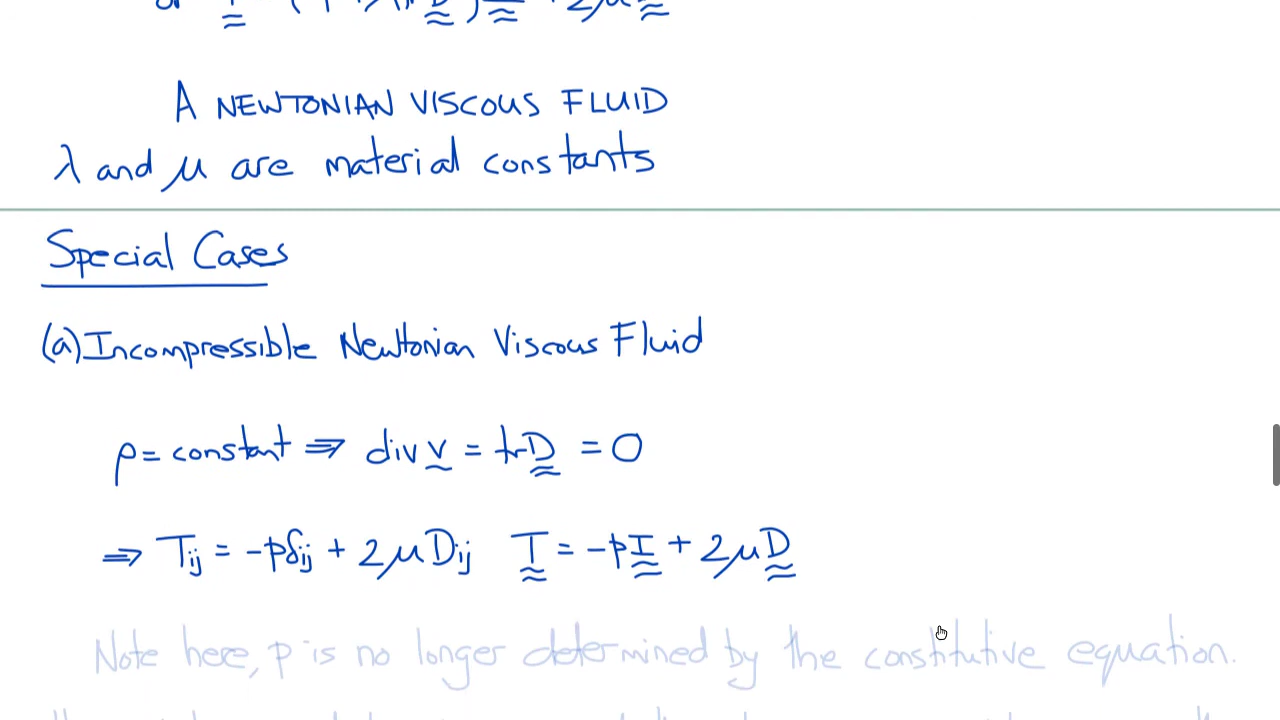 A NEWTONIAN VISCOUS FLUID
λ and μ are material constants
Special Cases
(a) Incompressible Newtonian Viscous Fluid
ρ = constant ⇒ div v = tr D = 0
⇒ Tij = -pδij + 2μDij T = -pI + 2μD
Note here, p is no longer determined by the constitutive equation.